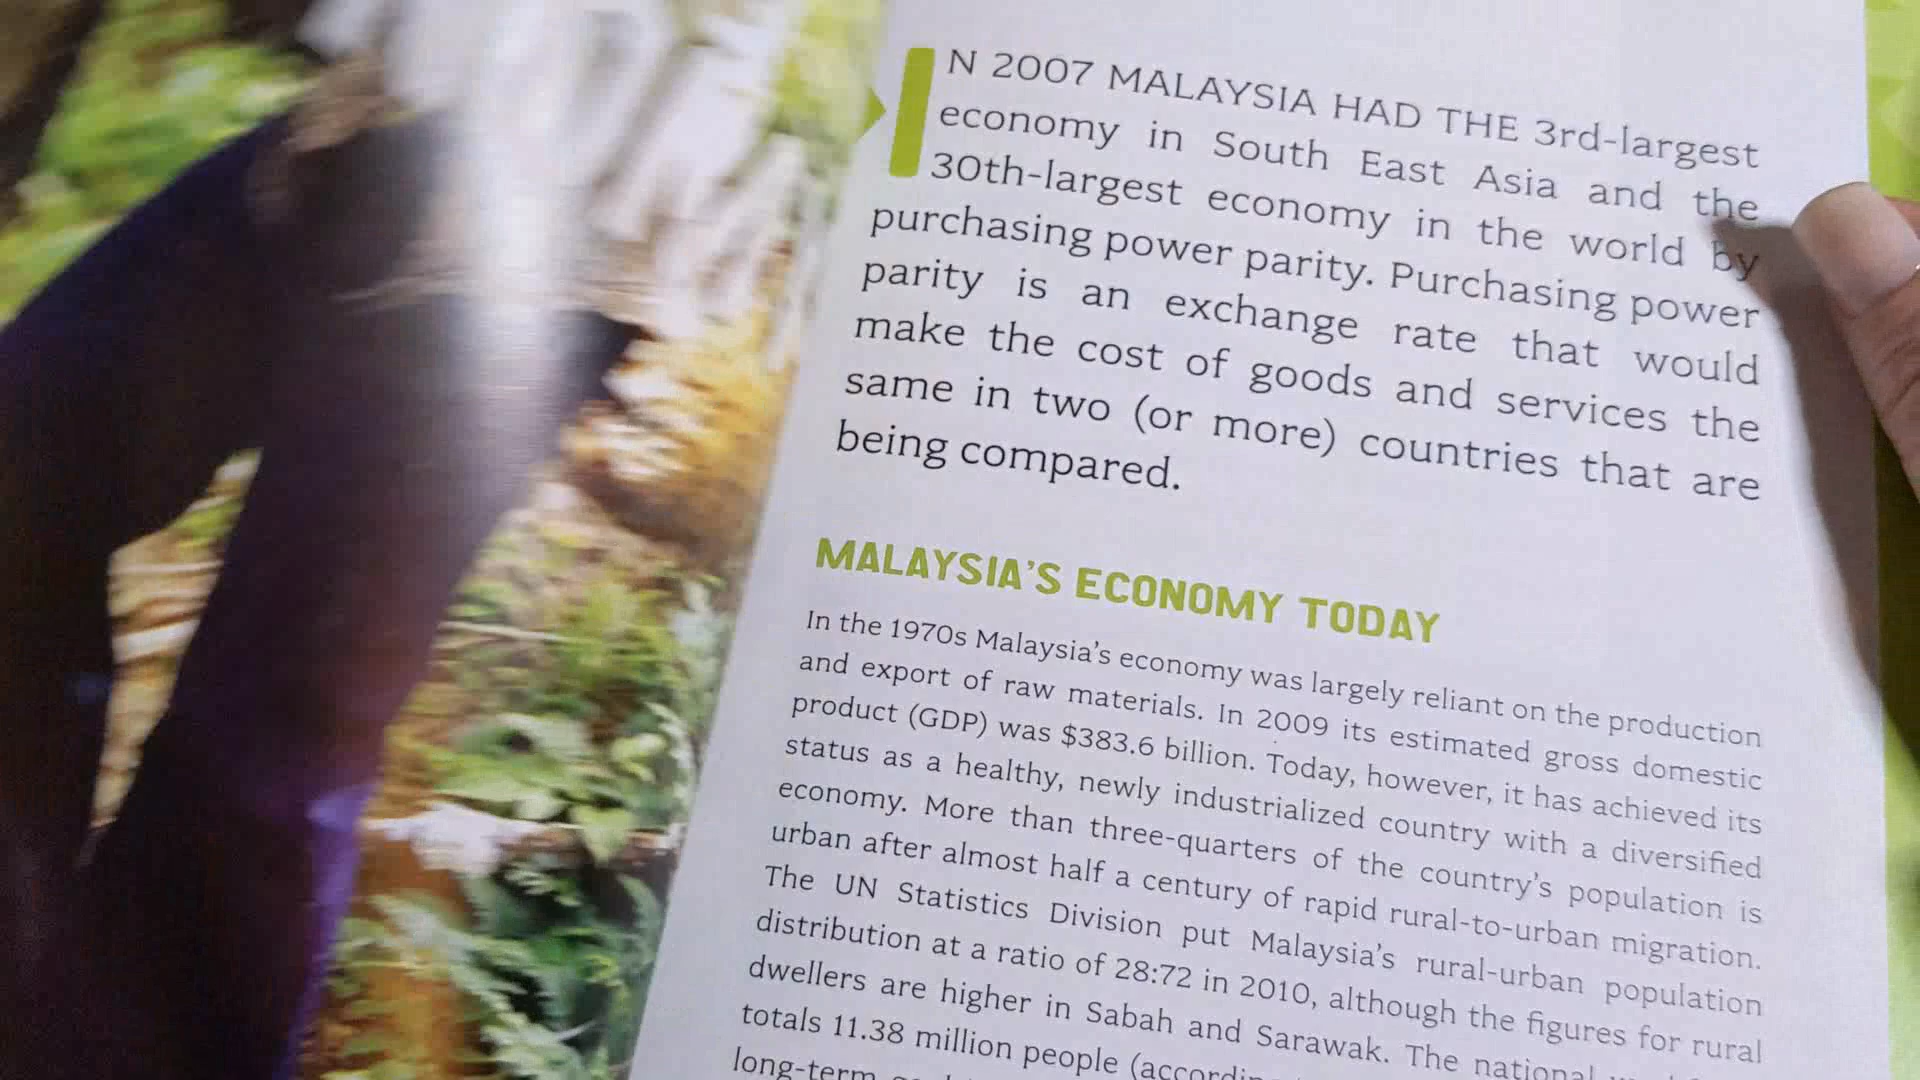 IN 2007 MALAYSIA HAD THE 3rd-largest
economy in South East Asia and the
30th-largest economy in the world by
purchasing power parity. Purchasing power
parity is an exchange rate that would
make the cost of goods and services the
same in two (or more) countries that are
being compared.
MALAYSIA'S ECONOMY TODAY
In the 1970s Malaysia's economy was largely reliant on the production
and export of raw materials. In 2009 its estimated gross domestic
product (GDP) was $383.6 billion. Today, however, it has achieved its
status as a healthy, newly industrialized country with a diversified
economy. More than three-quarters of the country's population is
urban after almost half a century of rapid rural-to-urban migration.
The UN Statistics Division put Malaysia's rural-urban population
distribution at a ratio of 28:72 in 2010, although the figures for rural
dwellers are higher in Sabah and Sarawak. The national
totals 11.38 million people
long-term